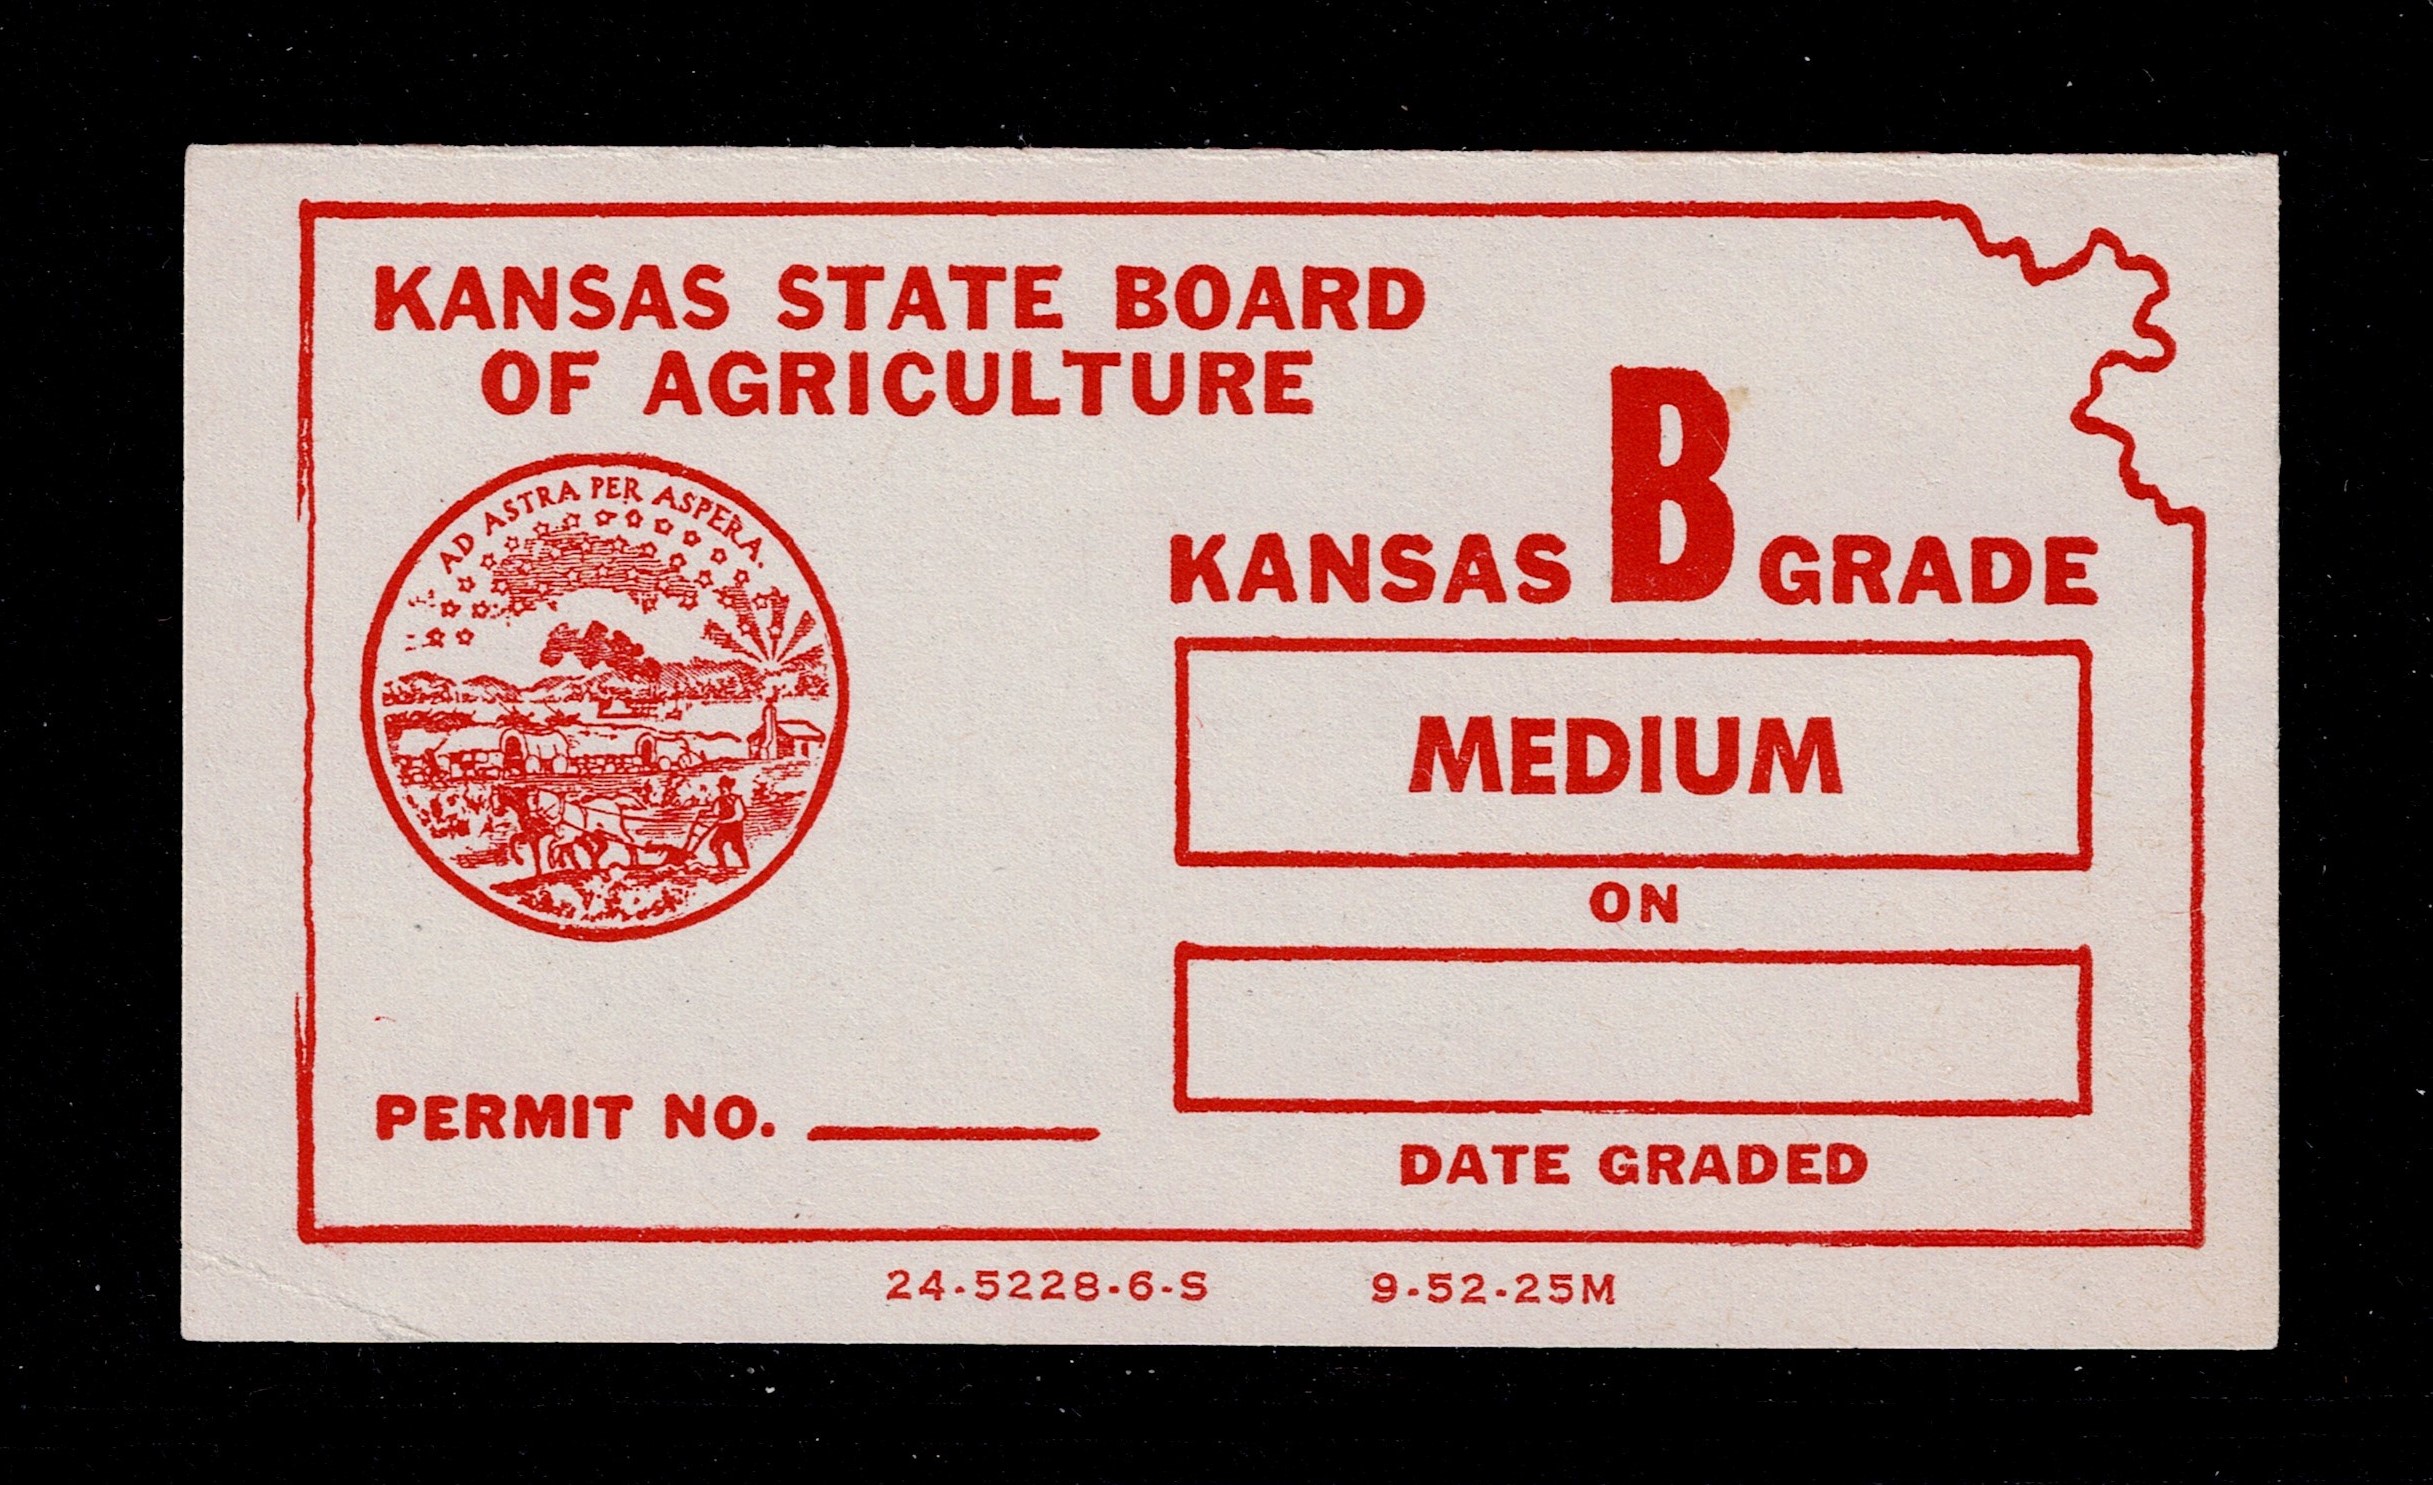 KANSAS STATE BOARD
OF AGRICULTURE
AD ASTRA PER ASPERA.
KANSAS B GRADE
MEDIUM
ON
PERMIT NO.
DATE GRADED
24-5228-6-S 9-52-25M